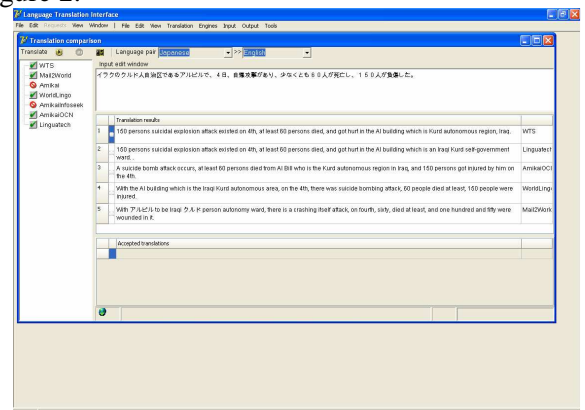 Figure 2.
Language Translation Interface
File Edit Requests View Window | File Edit View Translation Engines Input Output Tools
Translation comparison
Translate Language pair Japanese >> English
WTS
Mail2World
Amikai
WorldLingo
AmikaiInfoseek
AmikaiOCN
Linguatech
Input edit window
イラクのクルド人自治区であるアルビルで、4日、自爆攻撃があり、少なくとも60人が死亡し、150人が負傷した。
Translation results
1 150 persons suicidal explosion attack existed on 4th, at least 60 persons died, and got hurt in the Al building which is Kurd autonomous region, Iraq. WTS
2 150 persons suicidal explosion attack existed on 4th, at least 60 persons died, and got hurt in the Al building which is an Iraqi Kurd self-government Linguatech
ward.
3 A suicide bomb attack occurs, at least 60 persons died from Al Bill who is the Kurd autonomous region in Iraq, and 150 persons got injured by him on AmikaiOC
the 4th.
4 With the Al building which is the Iraqi Kurd autonomous area, on the 4th, there was suicide bombing attack, 60 people died at least, 150 people were WorldLing
injured.
5 With アルビル to be Iraqi クルド person autonomy ward, there is a crashing itself attack, on fourth, sixty, died at least, and one hundred and fifty were Mail2Work
wounded in it.
Accepted translations